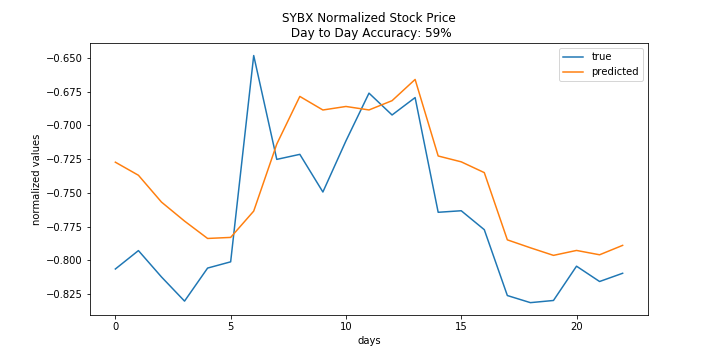 SYBX Normalized Stock Price
Day to Day Accuracy: 59%
true
predicted
normalized values
−0.650
−0.675
−0.700
−0.725
−0.750
−0.775
−0.800
−0.825
0
5
10
15
20
days